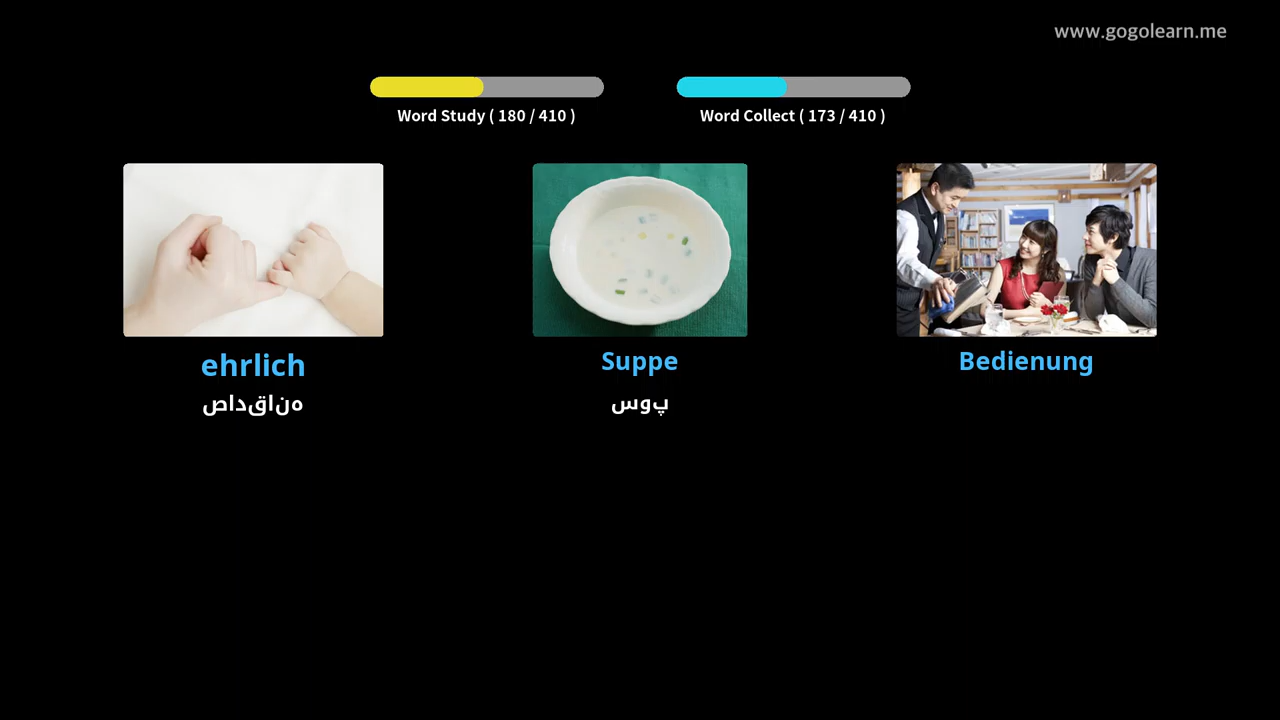 www.gogolearn.me
Word Study ( 180 / 410 )
Word Collect ( 173 / 410 )
ehrlich
هناقداص
Suppe
پوس
Bedienung